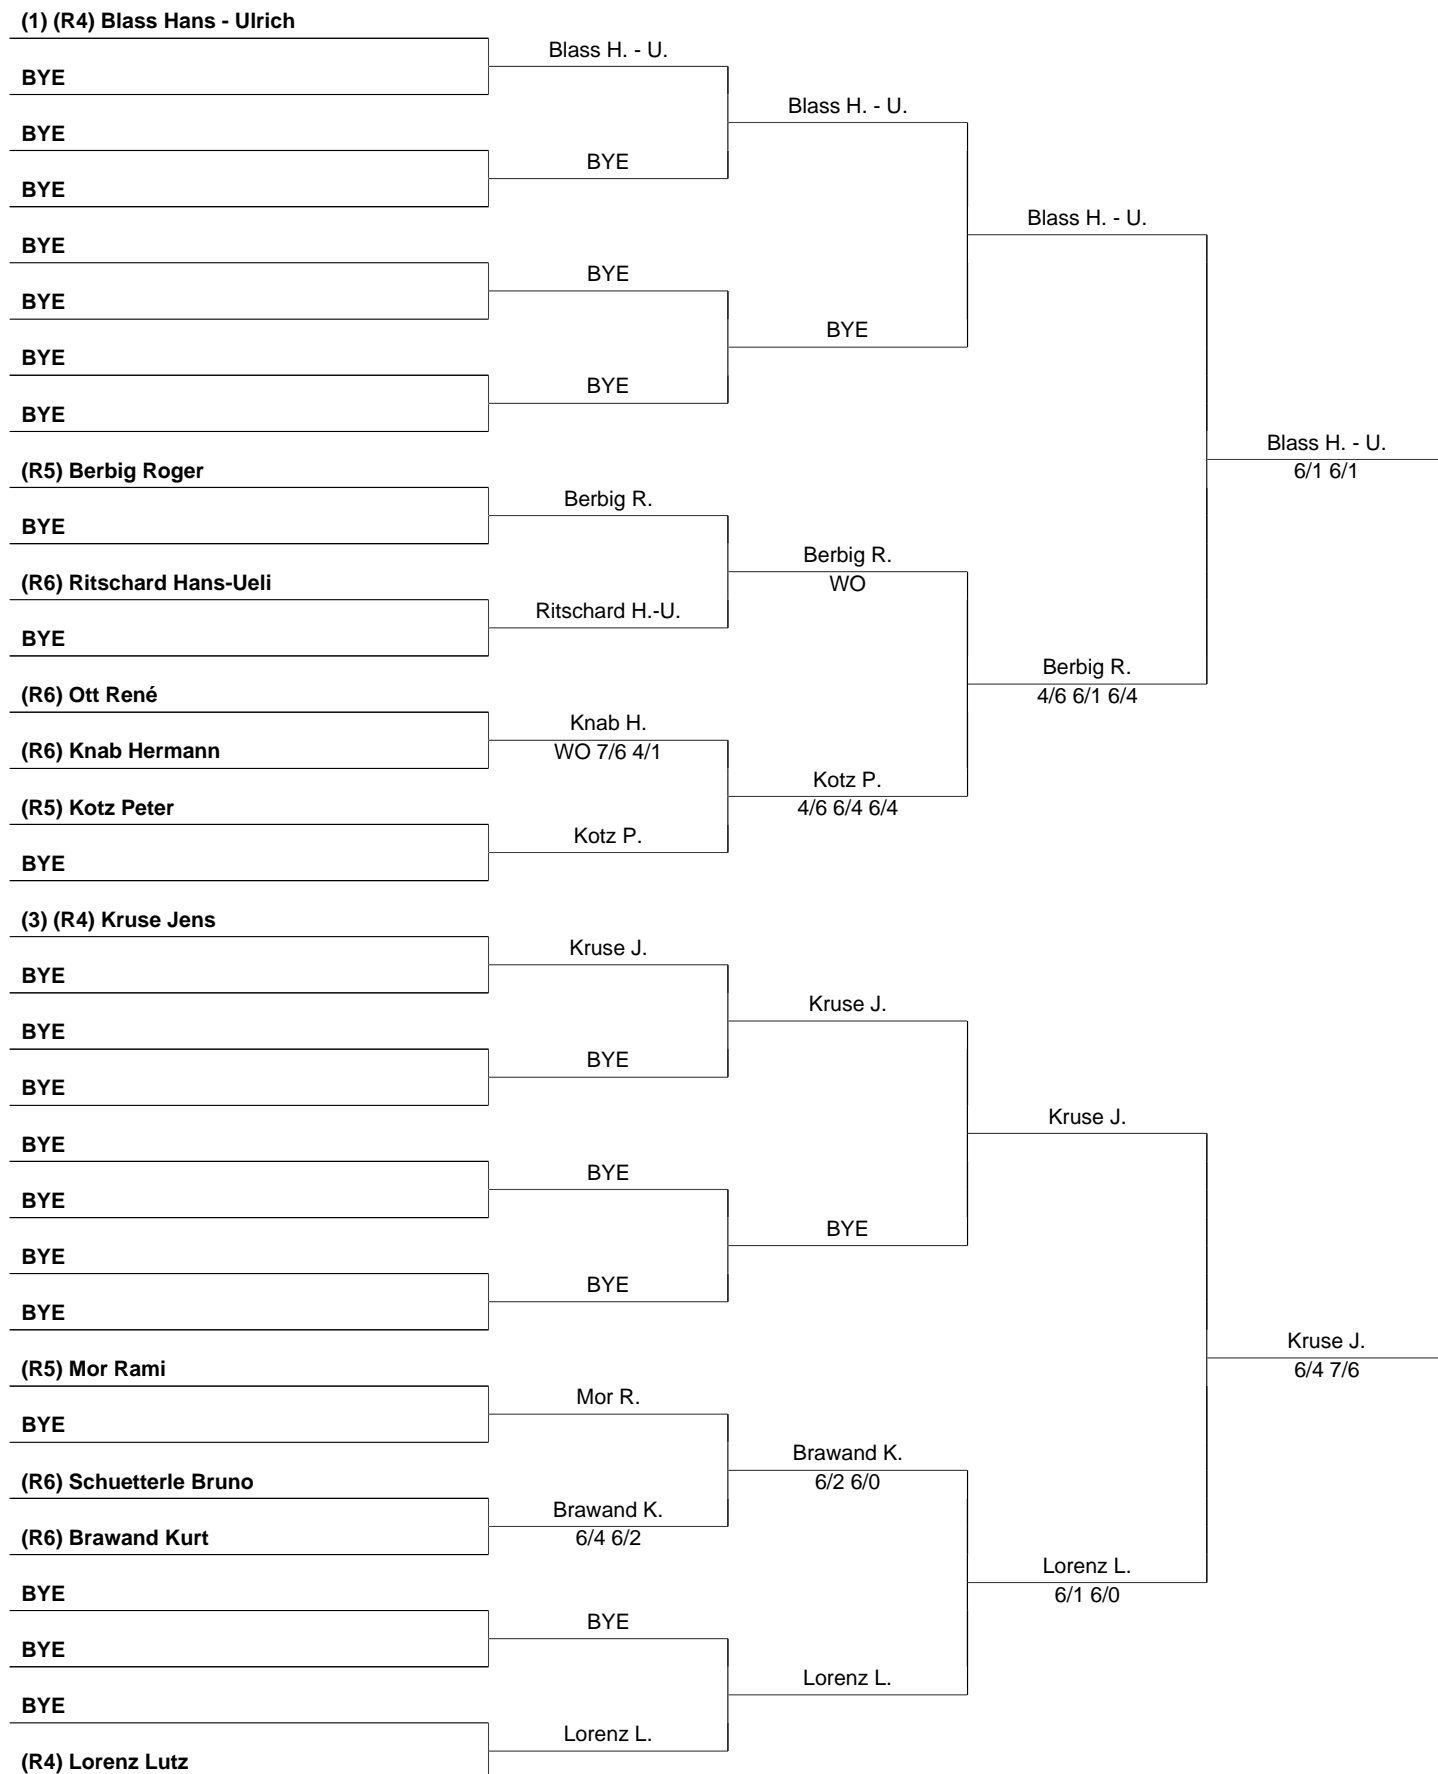 (1) (R4) Blass Hans - Ulrich
BYE
BYE
BYE
BYE
BYE
BYE
BYE
(R5) Berbig Roger
BYE
(R6) Ritschard Hans-Ueli
BYE
(R6) Ott René
(R6) Knab Hermann
(R5) Kotz Peter
BYE
(3) (R4) Kruse Jens
BYE
BYE
BYE
BYE
BYE
BYE
BYE
(R5) Mor Rami
BYE
(R6) Schuetterle Bruno
(R6) Brawand Kurt
BYE
BYE
BYE
(R4) Lorenz Lutz
Blass H. - U.
BYE
BYE
BYE
Berbig R.
Ritschard H.-U.
Knab H.
WO 7/6 4/1
Kotz P.
Kruse J.
BYE
BYE
BYE
Mor R.
Brawand K.
6/4 6/2
BYE
Lorenz L.
Blass H. - U.
BYE
Berbig R.
WO
Kotz P.
4/6 6/4 6/4
Kruse J.
BYE
Brawand K.
6/2 6/0
Lorenz L.
Blass H. - U.
Berbig R.
4/6 6/1 6/4
Kruse J.
Lorenz L.
6/1 6/0
Blass H. - U.
6/1 6/1
Kruse J.
6/4 7/6